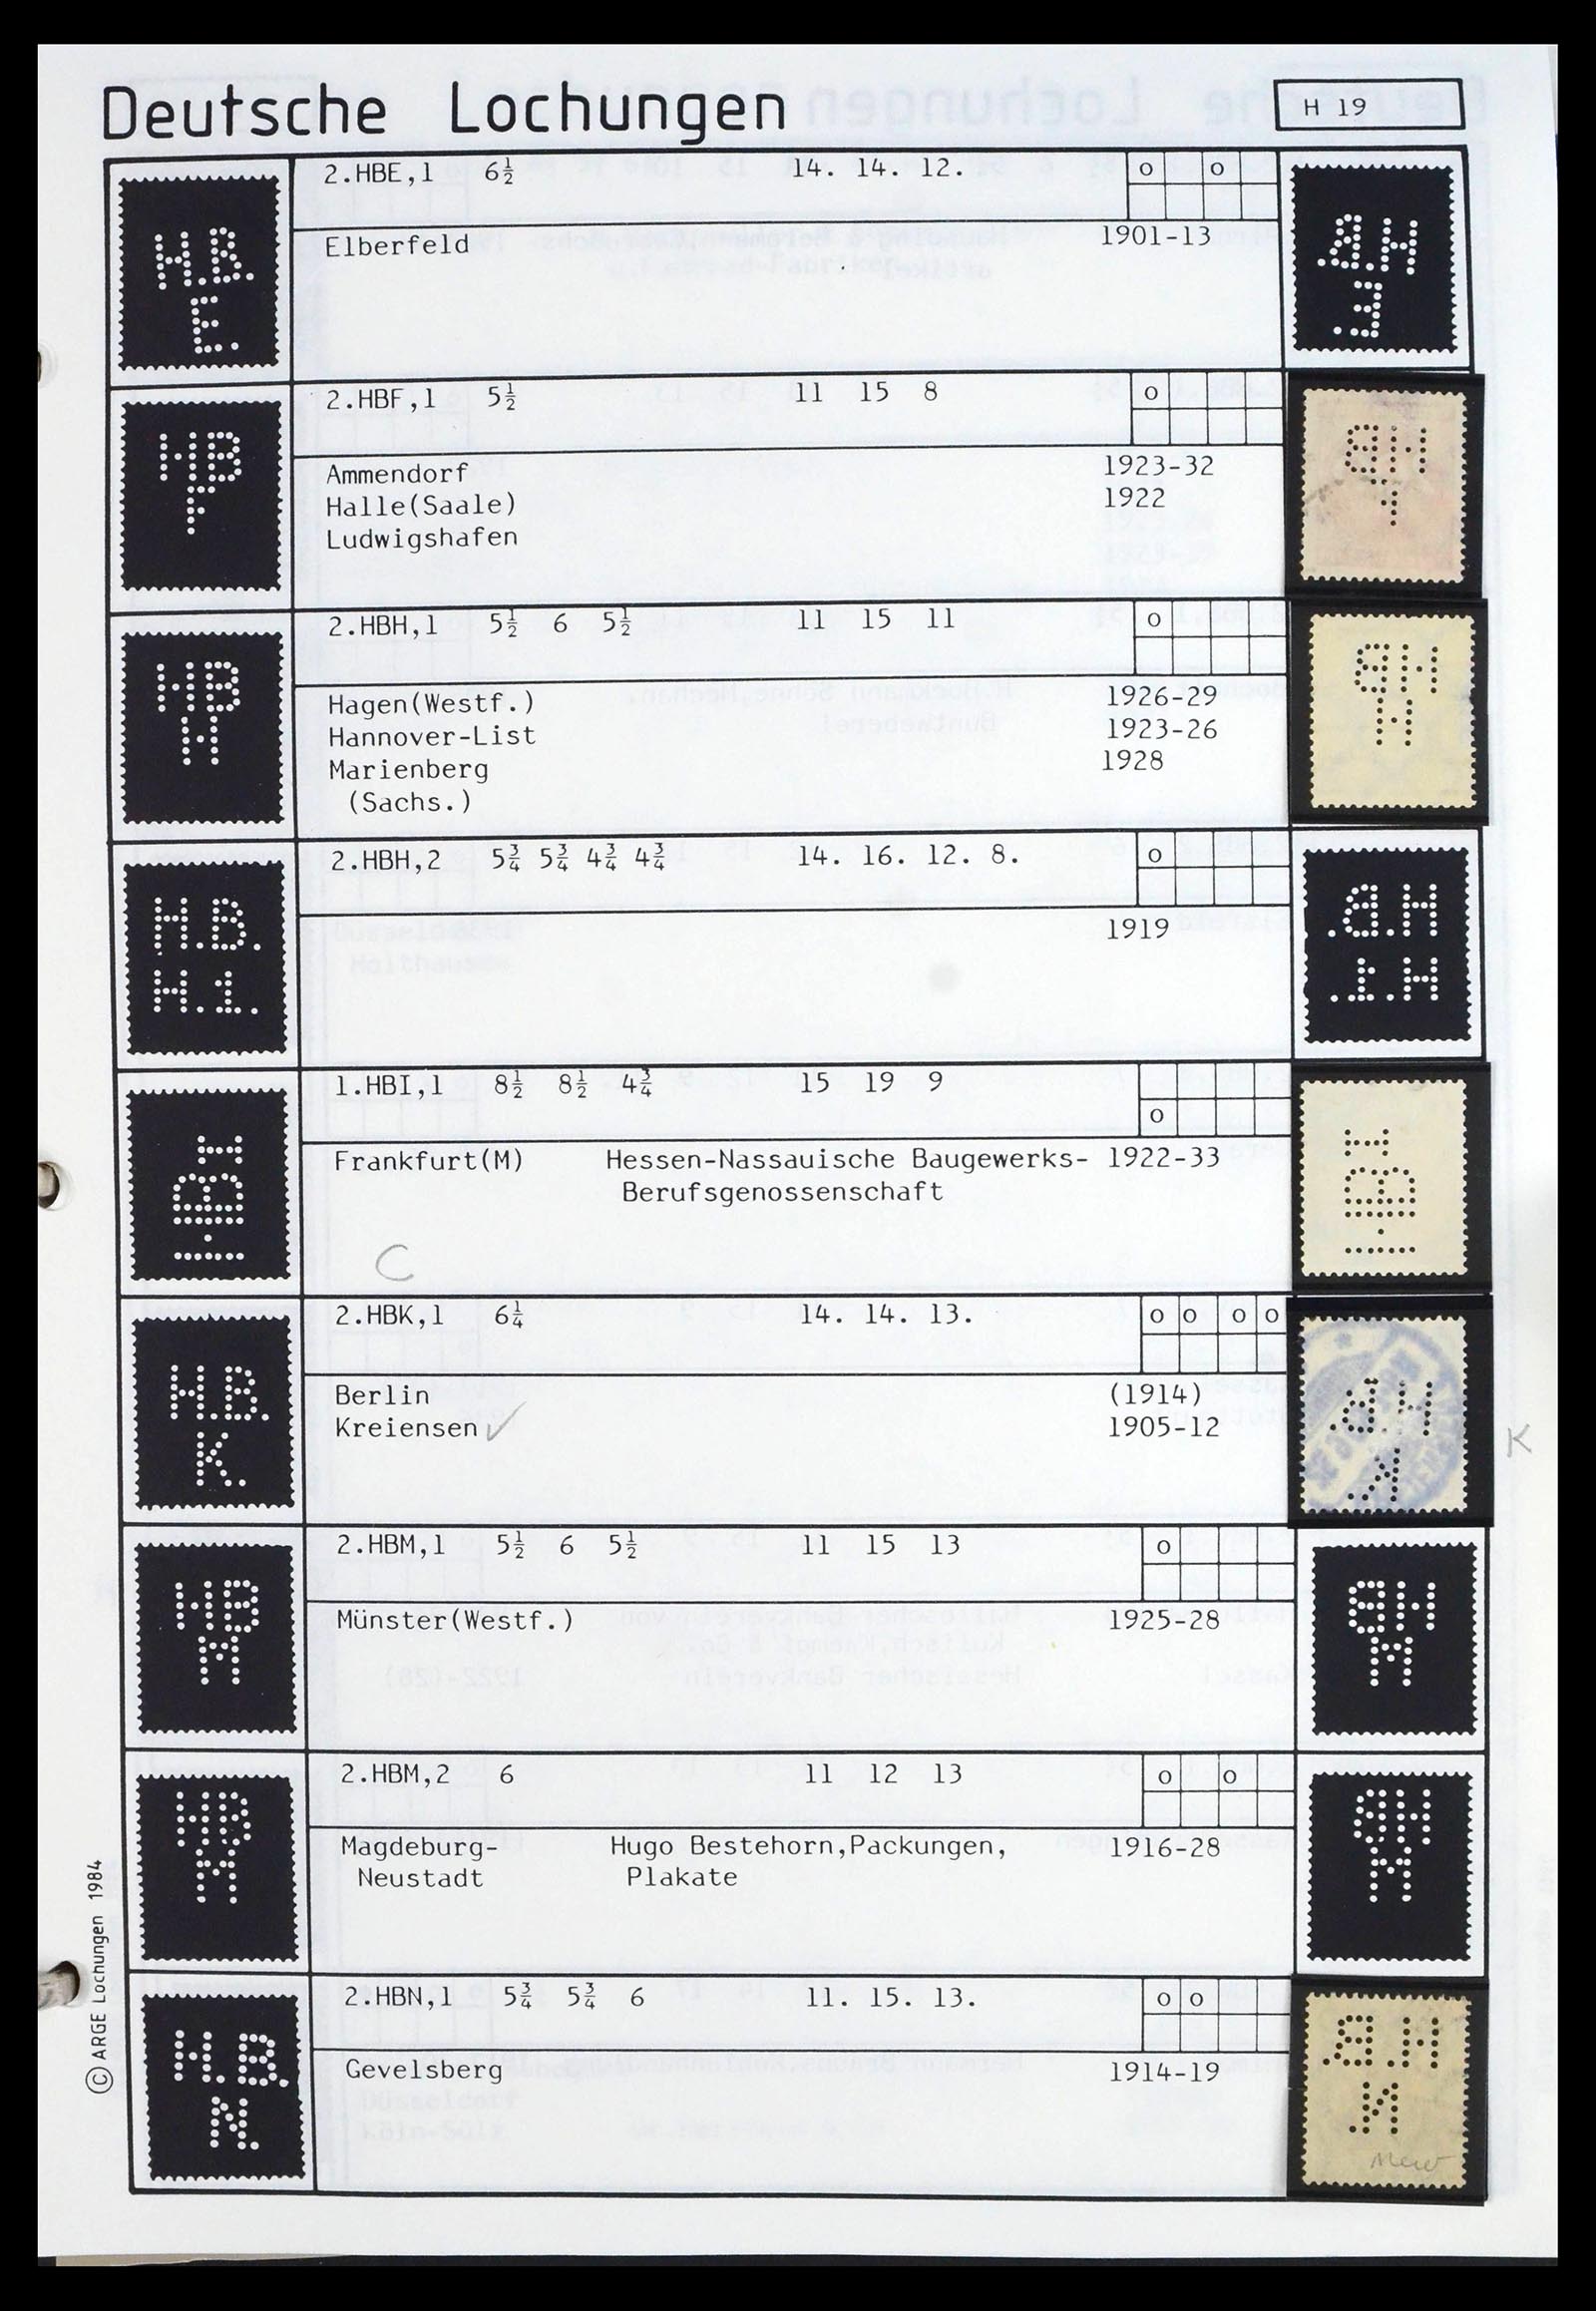 Deutsche Lochungen
H 19
H.B.
E.
2.HBE,1 6½ 14. 14. 12. o o
Elberfeld 1901-13
HB
F
2.HBF,1 5½ 11 15 8 o
Ammendorf 1923-32
Halle(Saale) 1922
Ludwigshafen
HB
H
2.HBH,1 5½ 6 5½ 11 15 11 o
Hagen(Westf.) 1926-29
Hannover-List 1923-26
Marienberg 1928
(Sachs.)
H.B.
H.1.
2.HBH,2 5¾ 5¾ 4¾ 4¾ 14. 16. 12. 8. o
1919
HBI
1.HBI,1 8½ 8½ 4¾ 15 19 9
o
Frankfurt(M) Hessen-Nassauische Baugewerks- 1922-33
Berufsgenossenschaft
C
H.B.
K.
2.HBK,1 6¼ 14. 14. 13. o o o o
Berlin (1914)
Kreiensen ✓ 1905-12
K
HB
M
2.HBM,1 5½ 6 5½ 11 15 13 o
Münster(Westf.) 1925-28
HB
M
2.HBM,2 6 11 12 13 o o
Magdeburg- Hugo Bestehorn,Packungen, 1916-28
Neustadt Plakate
H.B.
N.
2.HBN,1 5¾ 5¾ 6 11. 15. 13. o o
Gevelsberg 1914-19
© ARGE Lochungen 1984